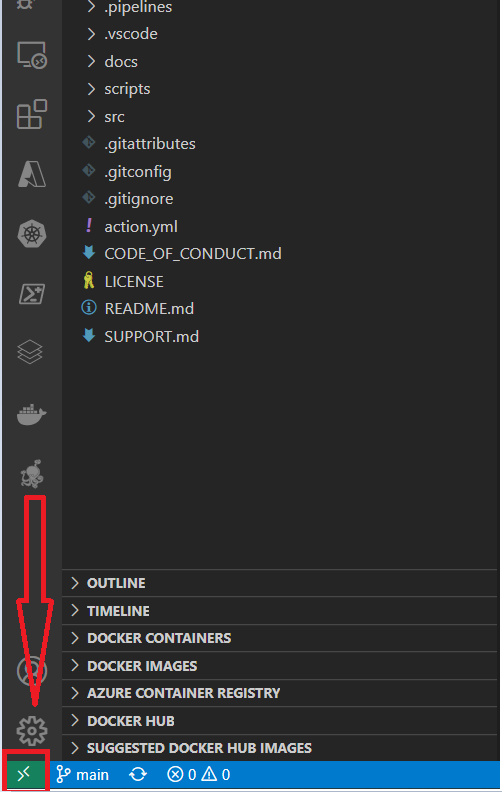 .pipelines
.vscode
docs
scripts
src
.gitattributes
.gitconfig
.gitignore
action.yml
CODE_OF_CONDUCT.md
LICENSE
README.md
SUPPORT.md
OUTLINE
TIMELINE
DOCKER CONTAINERS
DOCKER IMAGES
AZURE CONTAINER REGISTRY
DOCKER HUB
SUGGESTED DOCKER HUB IMAGES
main 0 0